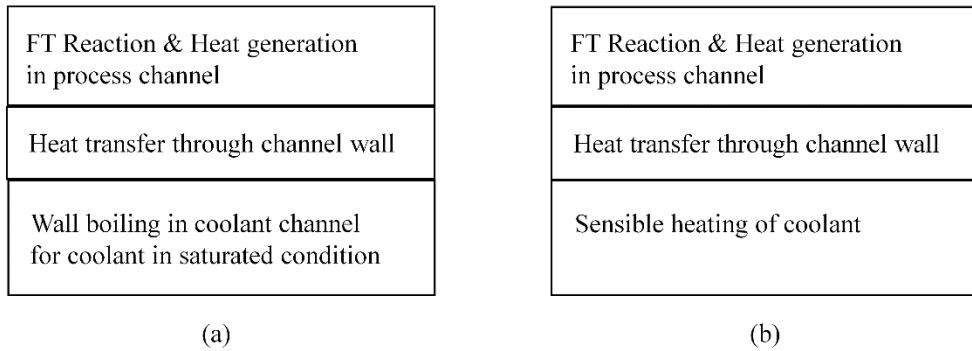 FT Reaction & Heat generation
in process channel
Heat transfer through channel wall
Wall boiling in coolant channel
for coolant in saturated condition
(a)
FT Reaction & Heat generation
in process channel
Heat transfer through channel wall
Sensible heating of coolant
(b)